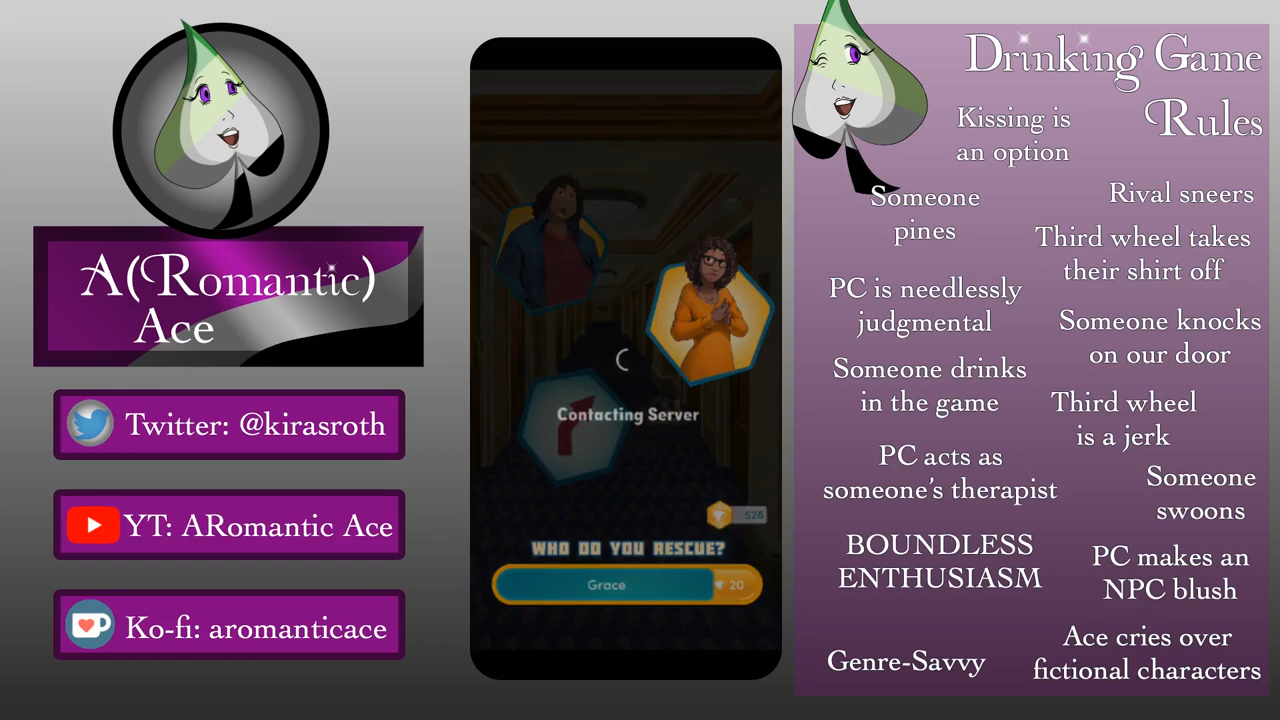 A(Romantic)
Ace
Twitter: @kirasroth
YT: ARomantic Ace
Ko-fi: aromanticace
Contacting Server
528
WHO DO YOU RESCUE?
Grace
20
Drinking Game
Rules
Kissing is
an option
Someone
pines
Rival sneers
Third wheel takes
their shirt off
PC is needlessly
judgmental
Someone knocks
on our door
Someone drinks
in the game
Third wheel
is a jerk
PC acts as
someone's therapist
Someone
swoons
BOUNDLESS
ENTHUSIASM
PC makes an
NPC blush
Genre-Savvy
Ace cries over
fictional characters